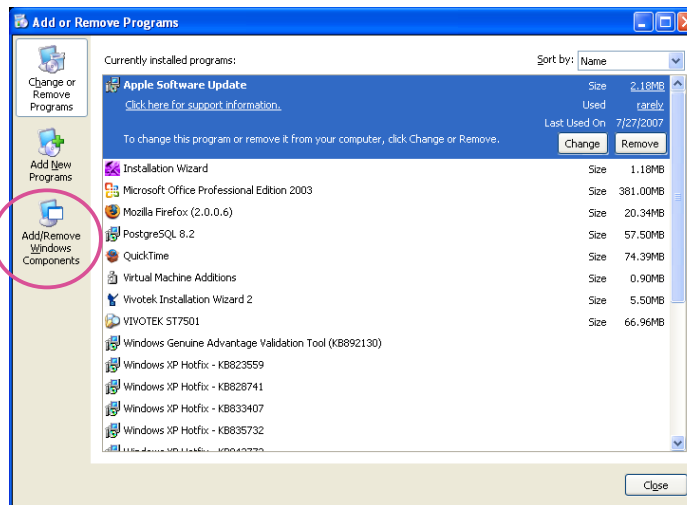 Add or Remove Programs
Change or
Remove
Programs
Add New
Programs
Add/Remove
Windows
Components
Currently installed programs:
Sort by: Name
Apple Software Update Size 2.18MB
Click here for support information. Used rarely
Last Used On 7/27/2007
To change this program or remove it from your computer, click Change or Remove. Change Remove
Installation Wizard Size 1.18MB
Microsoft Office Professional Edition 2003 Size 381.00MB
Mozilla Firefox (2.0.0.6) Size 20.34MB
PostgreSQL 8.2 Size 57.50MB
QuickTime Size 74.39MB
Virtual Machine Additions Size 0.90MB
Vivotek Installation Wizard 2 Size 5.50MB
VIVOTEK ST7501 Size 66.96MB
Windows Genuine Advantage Validation Tool (KB892130)
Windows XP Hotfix - KB823559
Windows XP Hotfix - KB828741
Windows XP Hotfix - KB833407
Windows XP Hotfix - KB835732
Windows XP Hotfix -
Close